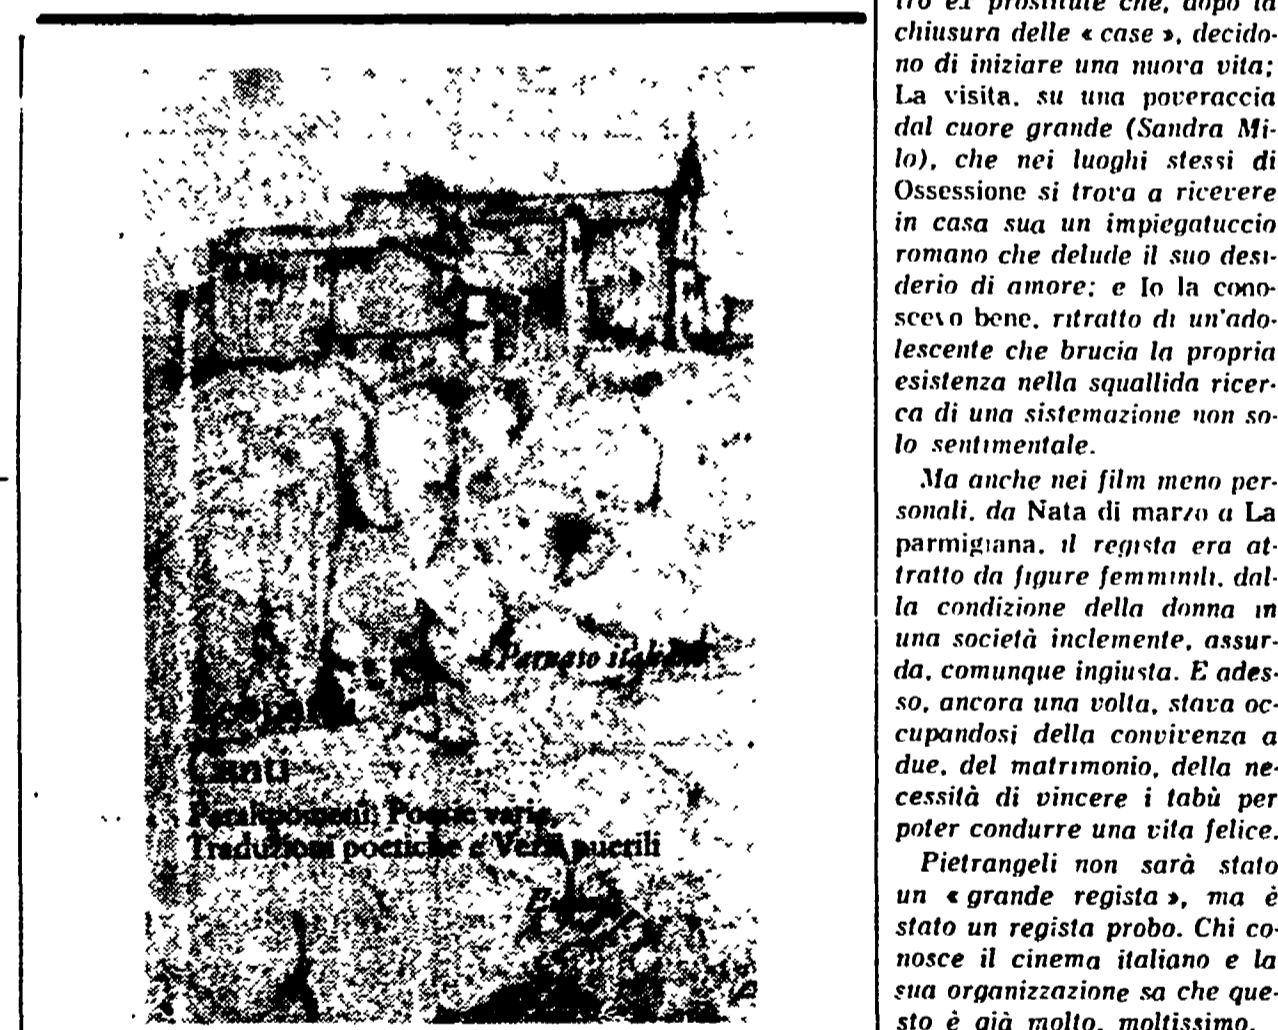 Parnaso italiano
Leopardi
Canti
Paralipomeni, Poesie varie,
Traduzioni poetiche e Versi puerili
tro ex prostitute che, dopo la
chiusura delle « case », decido-
no di iniziare una nuova vita;
La visita, su una poveraccia
dal cuore grande (Sandra Mi-
lo), che nei luoghi stessi di
Ossessione si trova a ricevere
in casa sua un impiegatuccio
romano che delude il suo desi-
derio di amore; e Io la cono-
scevo bene, ritratto di un'ado-
lescente che brucia la propria
esistenza nella squallida ricer-
ca di una sistemazione non so-
lo sentimentale.
Ma anche nei film meno per-
sonali, da Nata di marzo a La
parmigiana, il regista era at-
tratto da figure femminili, dal-
la condizione della donna in
una società inclemente, assur-
da, comunque ingiusta. E ades-
so, ancora una volta, stava oc-
cupandosi della convivenza a
due, del matrimonio, della ne-
cessità di vincere i tabù per
poter condurre una vita felice.
Pietrangeli non sarà stato
un « grande regista », ma è
stato un regista probo. Chi co-
nosce il cinema italiano e la
sua organizzazione sa che que-
sto è già molto, moltissimo.